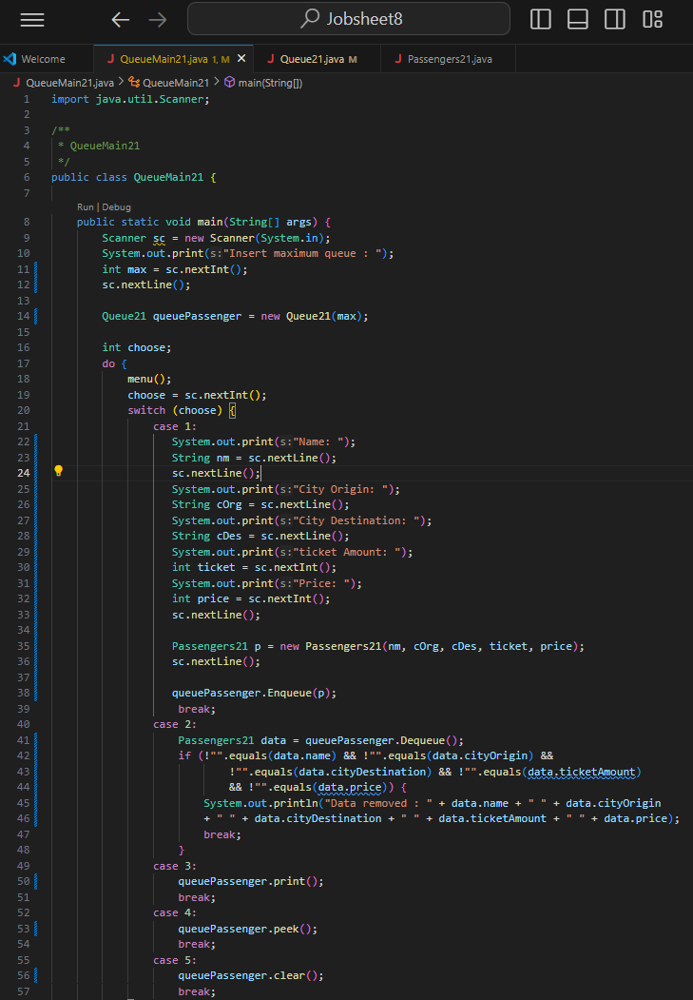 Jobsheet8
Welcome
QueueMain21.java 1, M
Queue21.java M
Passengers21.java
QueueMain21.java > QueueMain21 > main(String[])
1 import java.util.Scanner;
2
3 /**
4 * QueueMain21
5 */
6 public class QueueMain21 {
7
Run | Debug
8 public static void main(String[] args) {
9 Scanner sc = new Scanner(System.in);
10 System.out.print(s:"Insert maximum queue : ");
11 int max = sc.nextInt();
12 sc.nextLine();
13
14 Queue21 queuePassenger = new Queue21(max);
15
16 int choose;
17 do {
18 menu();
19 choose = sc.nextInt();
20 switch (choose) {
21 case 1:
22 System.out.print(s:"Name: ");
23 String nm = sc.nextLine();
24 sc.nextLine();
25 System.out.print(s:"City Origin: ");
26 String cOrg = sc.nextLine();
27 System.out.print(s:"City Destination: ");
28 String cDes = sc.nextLine();
29 System.out.print(s:"ticket Amount: ");
30 int ticket = sc.nextInt();
31 System.out.print(s:"Price: ");
32 int price = sc.nextInt();
33 sc.nextLine();
34
35 Passengers21 p = new Passengers21(nm, cOrg, cDes, ticket, price);
36 sc.nextLine();
37
38 queuePassenger.Enqueue(p);
39 break;
40 case 2:
41 Passengers21 data = queuePassenger.Dequeue();
42 if (!"".equals(data.name) && !"".equals(data.cityOrigin) &&
43 !"".equals(data.cityDestination) && !"".equals(data.ticketAmount)
44 && !"".equals(data.price)) {
45 System.out.println("Data removed : " + data.name + " " + data.cityOrigin
46 + " " + data.cityDestination + " " + data.ticketAmount + " " + data.price);
47 break;
48 }
49 case 3:
50 queuePassenger.print();
51 break;
52 case 4:
53 queuePassenger.peek();
54 break;
55 case 5:
56 queuePassenger.clear();
57 break;